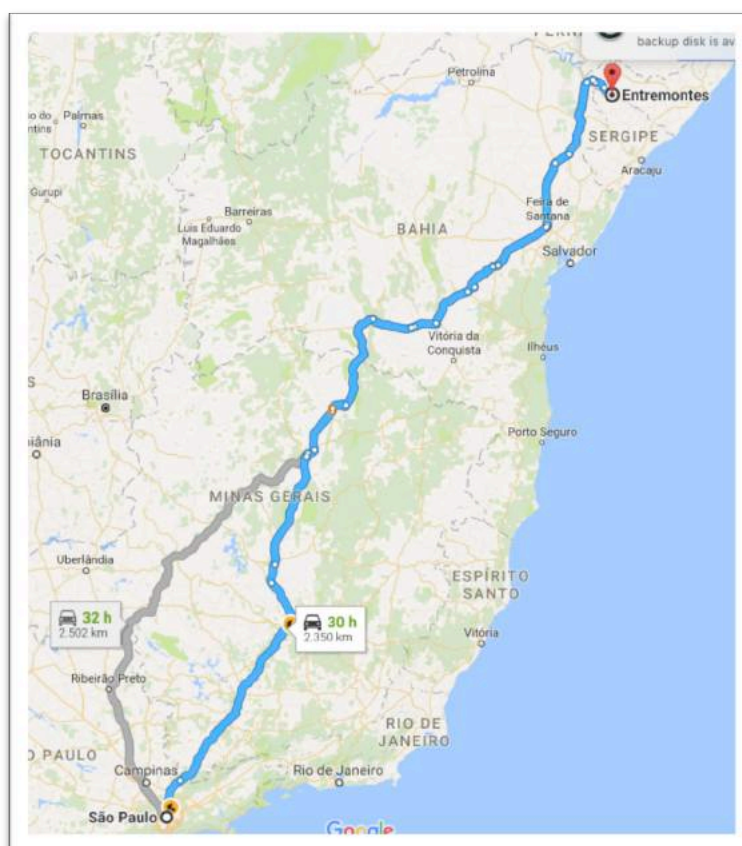 backup disk is av
Petrolina
Entremontes
Palmas
TOCANTINS
SERGIPE
Aracaju
Gurupi
Feira de
Santana
Barreiras
Luis Eduardo
Magalhães
BAHIA
Salvador
Vitória da
Conquista
Ilhéus
Brasília
Porto Seguro
MINAS GERAIS
Uberlândia
ESPÍRITO
SANTO
32 h
2.502 km
30 h
2.350 km
Vitória
Ribeirão Preto
RIO DE
JANEIRO
O PAULO
Campinas
Rio de Janeiro
São Paulo
Google